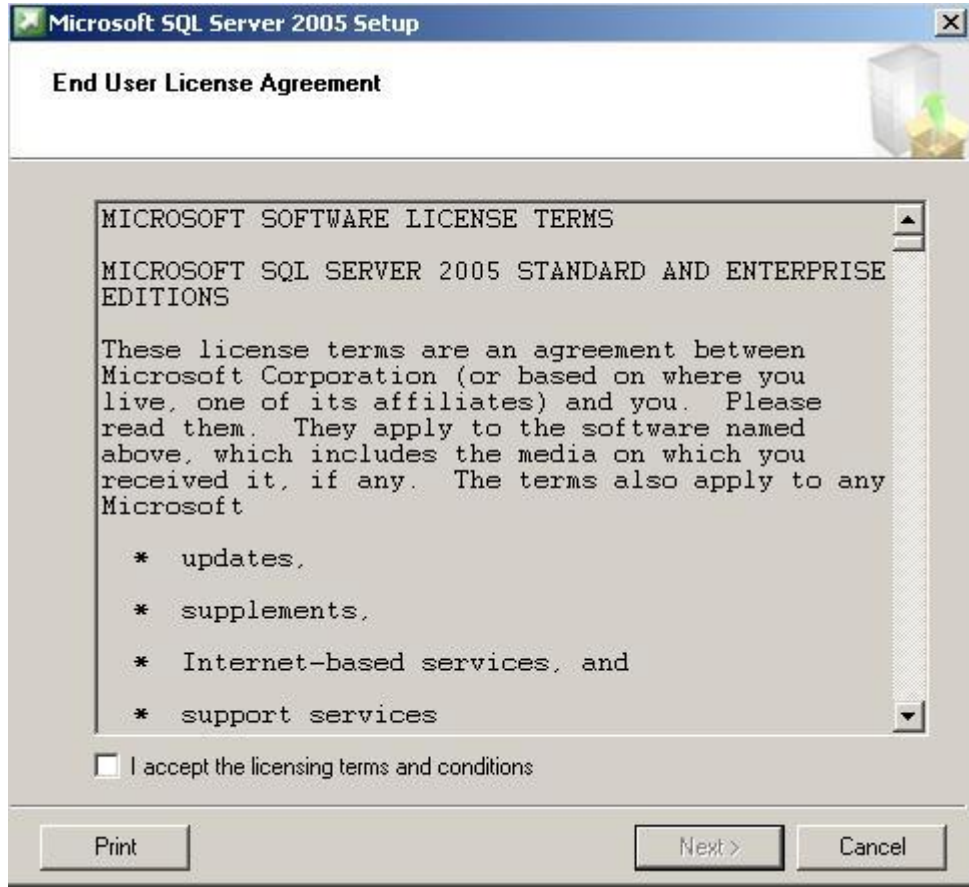 Microsoft SQL Server 2005 Setup
End User License Agreement
MICROSOFT SOFTWARE LICENSE TERMS
MICROSOFT SQL SERVER 2005 STANDARD AND ENTERPRISE
EDITIONS
These license terms are an agreement between
Microsoft Corporation (or based on where you
live, one of its affiliates) and you.  Please
read them.  They apply to the software named
above, which includes the media on which you
received it, if any.  The terms also apply to any
Microsoft
* updates,
* supplements,
* Internet-based services, and
* support services
I accept the licensing terms and conditions
Print
Next >
Cancel